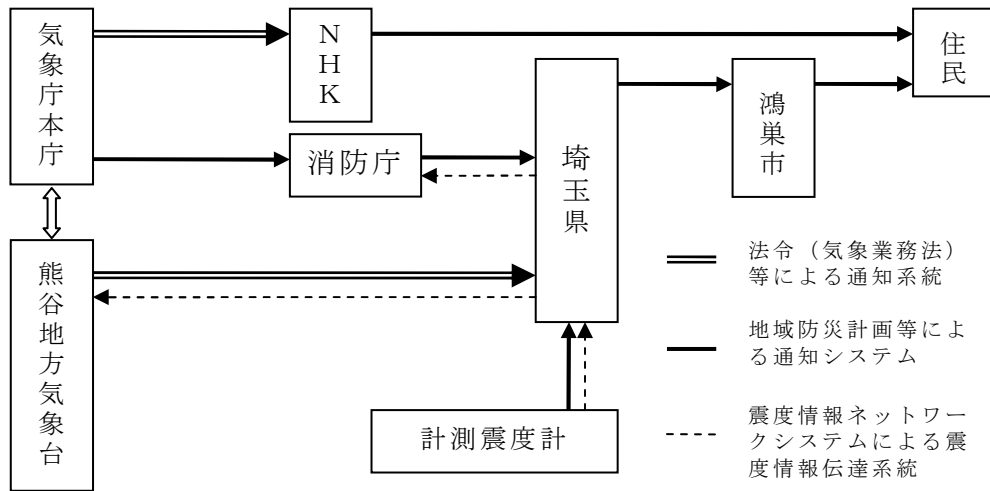 気象庁本庁
NHK
住民
消防庁
埼玉県
鴻巣市
熊谷地方気象台
計測震度計
法令（気象業務法）
等による通知系統
地域防災計画等によ
る通知システム
震度情報ネットワー
クシステムによる震
度情報伝達系統